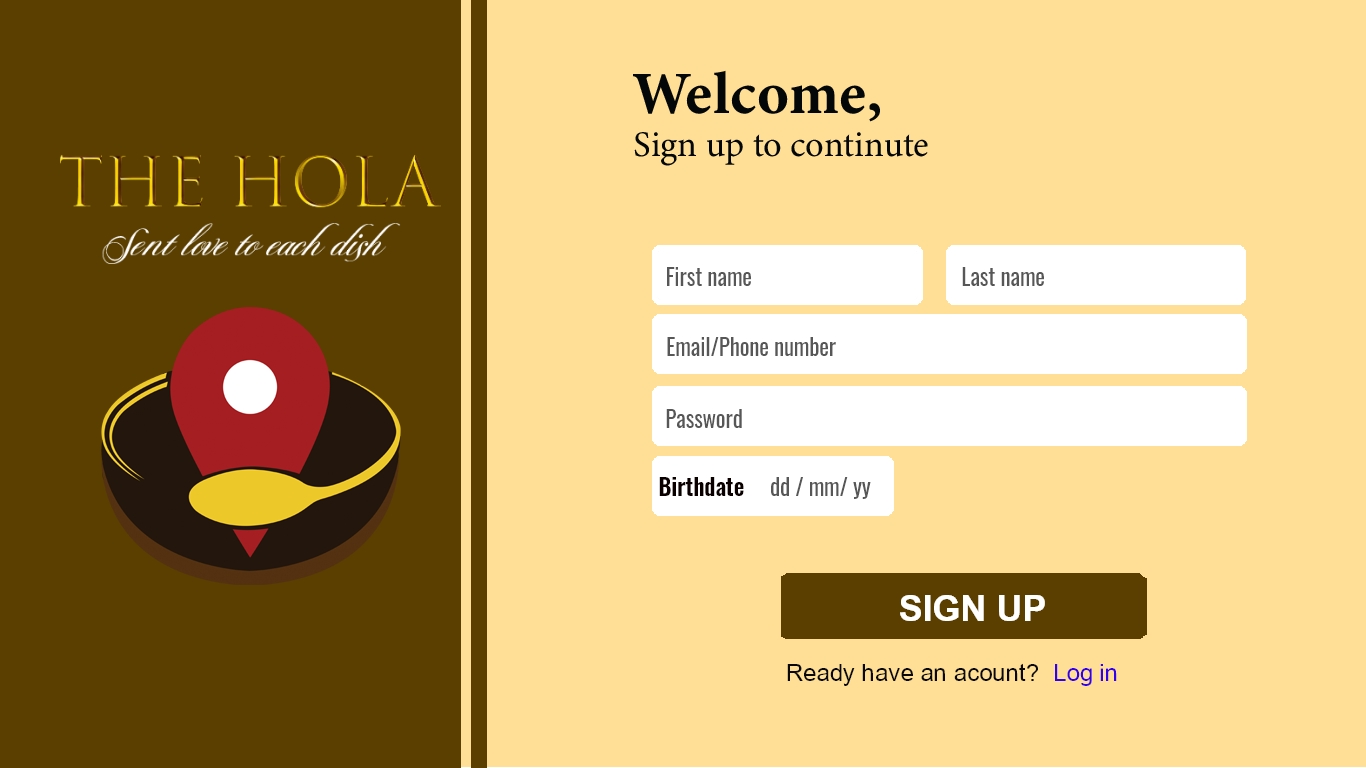 THE HOLA
Sent love to each dish
Welcome,
Sign up to continute
First name
Last name
Email/Phone number
Password
Birthdate dd / mm/ yy
SIGN UP
Ready have an acount? Log in